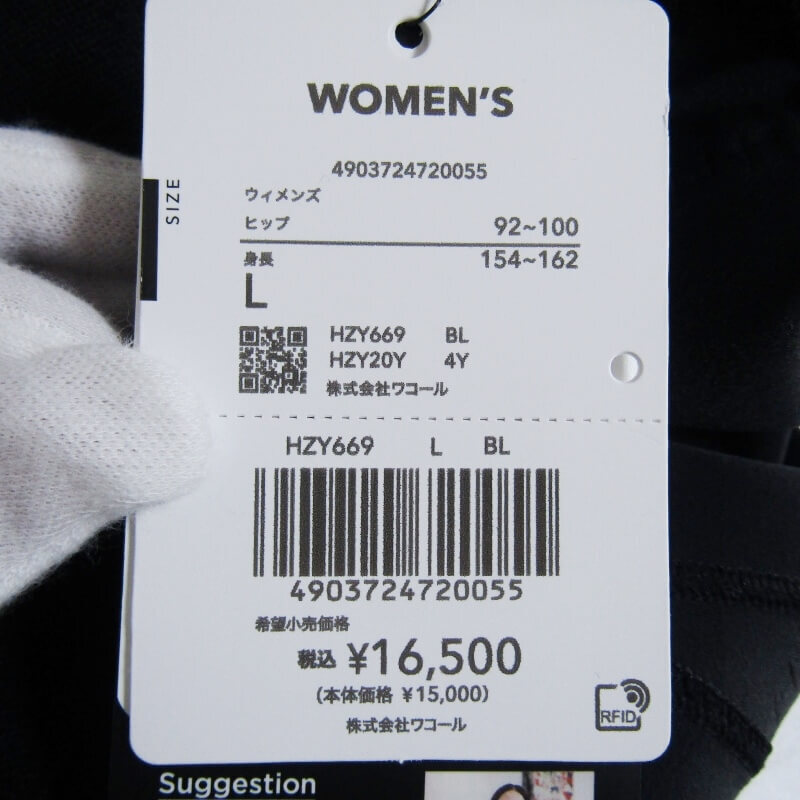 WOMEN'S
4903724720055
SIZE
ウィメンズ
ヒップ 92~100
身長 154~162
L
HZY669 BL
HZY20Y 4Y
株式会社ワコール
HZY669 L BL
4903724720055
希望小売価格
税込 ¥16,500
(本体価格 ¥15,000)
株式会社ワコール
RFID
Suggestion